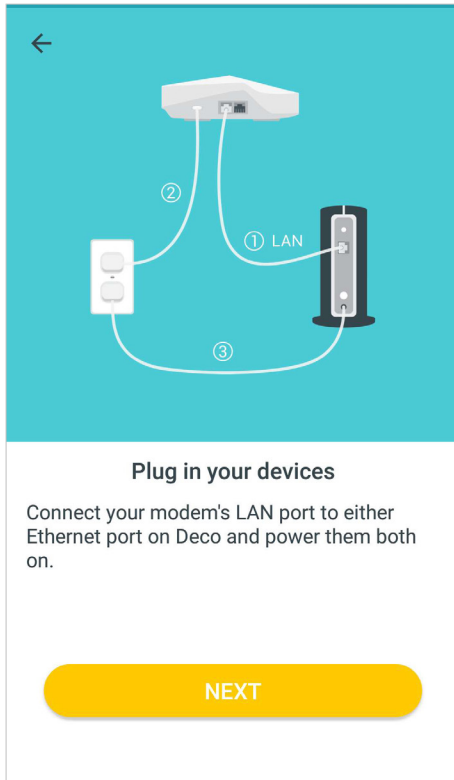 ②
① LAN
③
Plug in your devices
Connect your modem's LAN port to either
Ethernet port on Deco and power them both
on.
NEXT